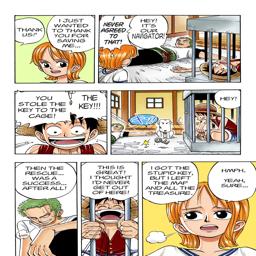 HEY!
IT'S
OUR
NAVIGATOR!
NEVER
AGREED
TO
THAT!
I JUST
WANTED TO
THANK YOU
FOR
SAVING
ME...
THANK
US?
HEY!
THE
KEY!!!
YOU
STOLE THE
KEY TO THE
CAGE!
HMPH.
YEAH,
SURE...
I GOT THE
STUPID KEY,
BUT I LEFT
THE MAP
AND ALL THE
TREASURE.
THIS IS
GREAT!
I THOUGHT
I'D NEVER
GET OUT
OF HERE!
THEN THE
RESCUE...
WAS A
SUCCESS...
AFTER ALL!